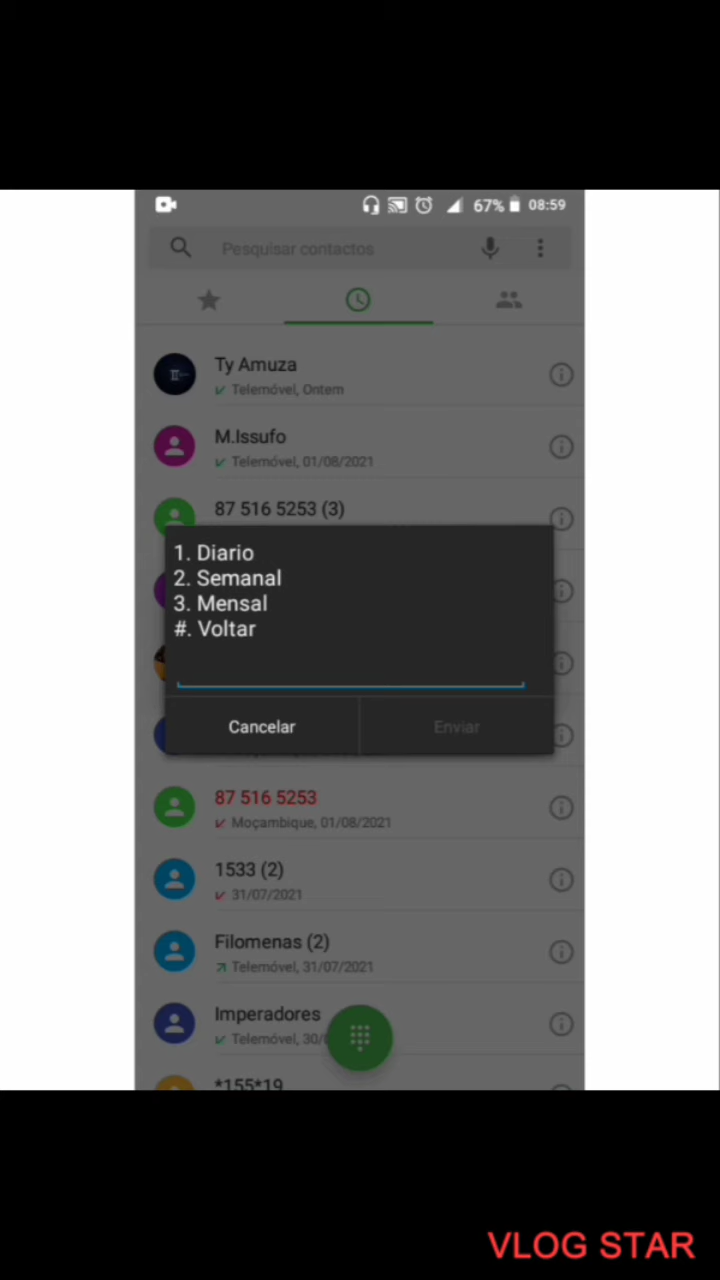 67% 08:59
Pesquisar contactos
Ty Amuza
Telemóvel, Ontem
M.Issufo
Telemóvel, 01/08/2021
87 516 5253 (3)
1. Diario
2. Semanal
3. Mensal
#. Voltar
Cancelar Enviar
87 516 5253
Moçambique, 01/08/2021
1533 (2)
31/07/2021
Filomenas (2)
Telemóvel, 31/07/2021
Imperadores
Telemóvel, 30/
*155*19
VLOG STAR